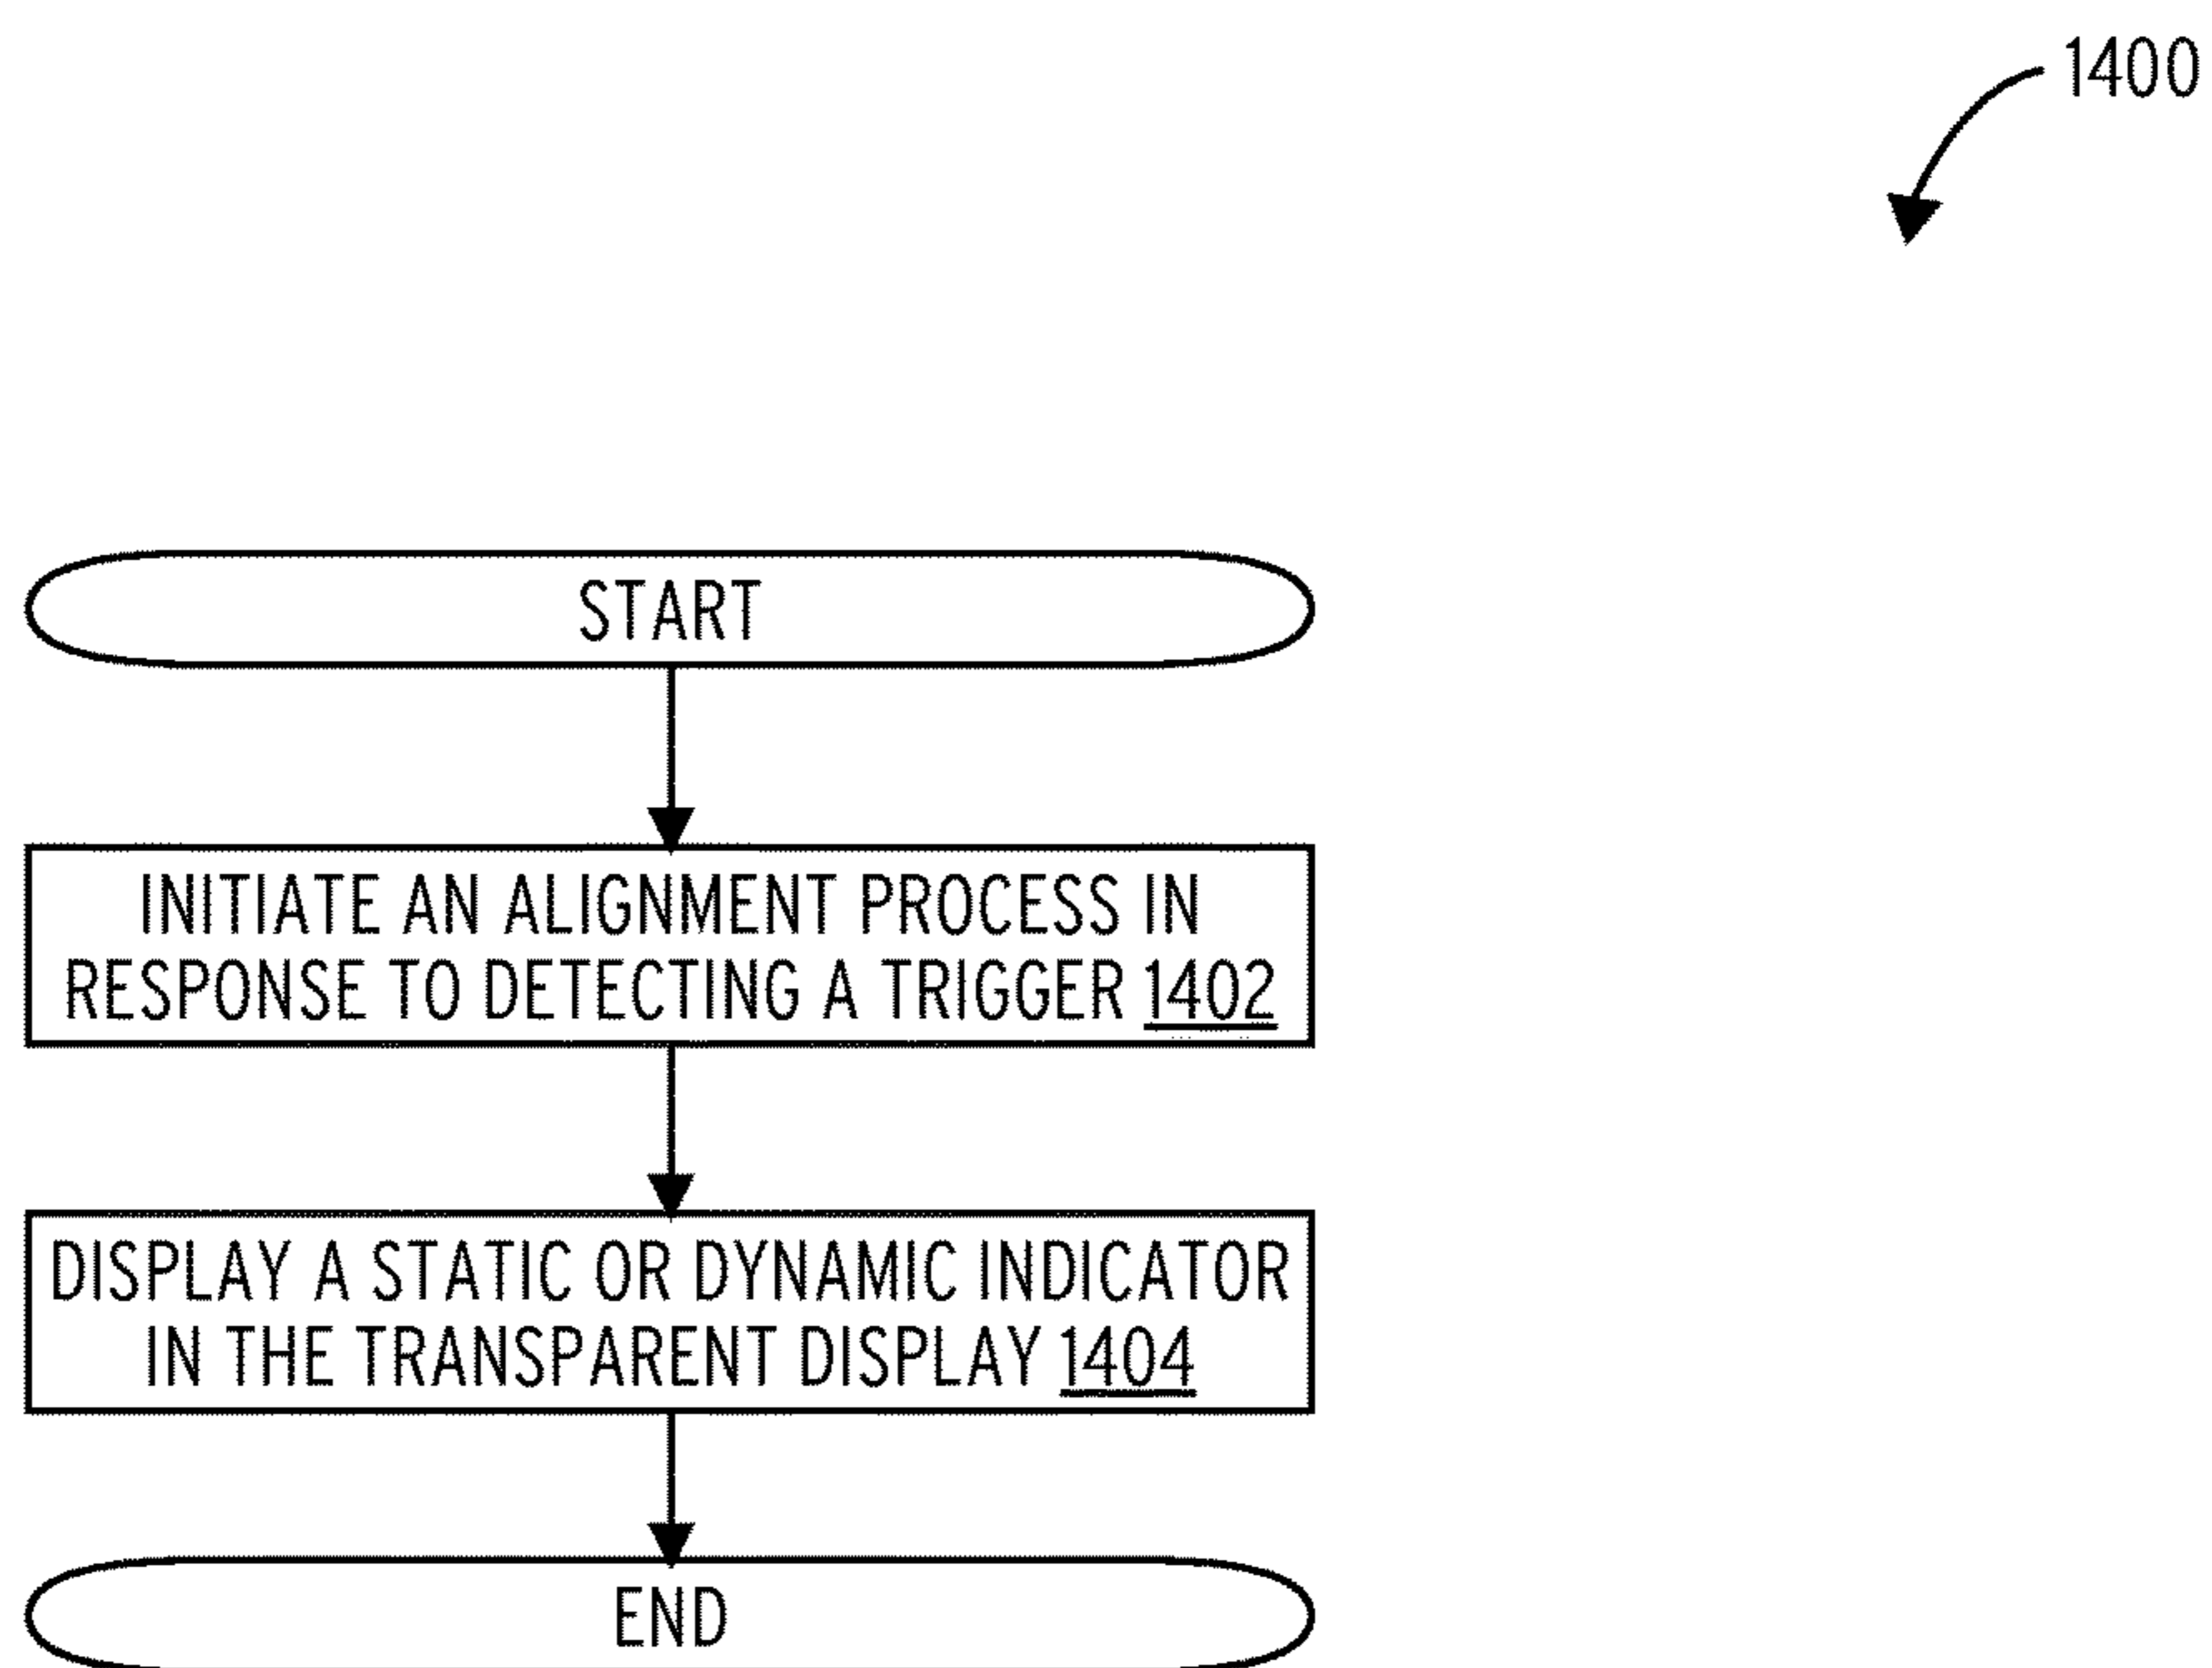 1400
START
INITIATE AN ALIGNMENT PROCESS IN
RESPONSE TO DETECTING A TRIGGER 1402
DISPLAY A STATIC OR DYNAMIC INDICATOR
IN THE TRANSPARENT DISPLAY 1404
END